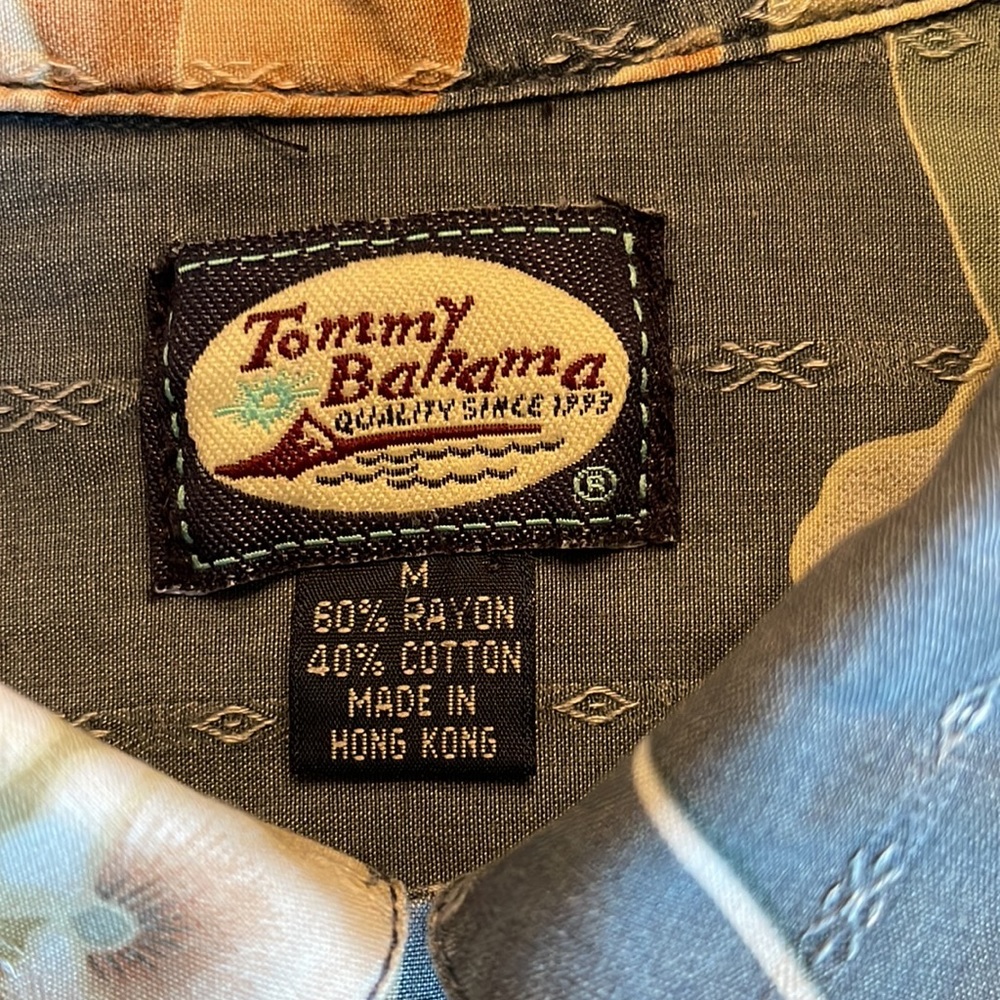 Tommy
Bahama
QUALITY SINCE 1993
®
M
60% RAYON
40% COTTON
MADE IN
HONG KONG